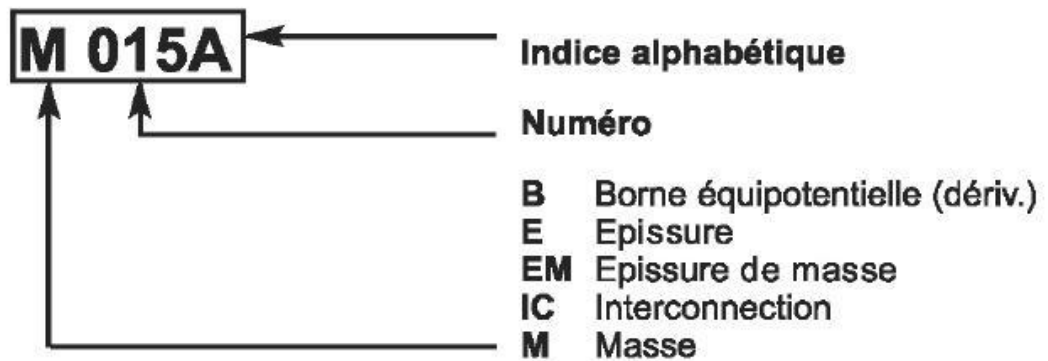 M 015A
Indice alphabétique
Numéro
B Borne équipotentielle (dériv.)
E Epissure
EM Epissure de masse
IC Interconnection
M Masse